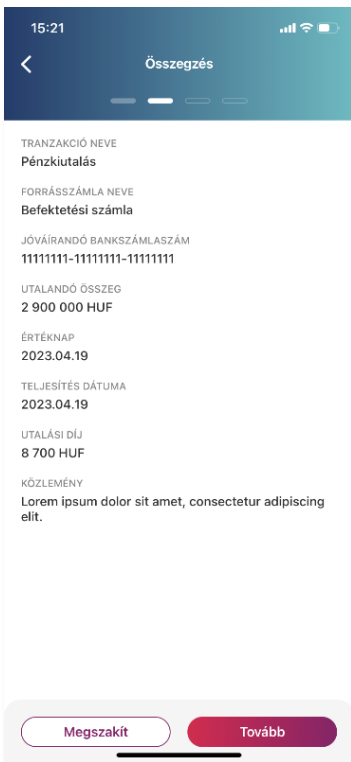 15:21
Összegzés
TRANZAKCIÓ NEVE
Pénzkiutalás
FORRÁSSZÁMLA NEVE
Befektetési számla
JÓVÁÍRANDÓ BANKSZÁMLASZÁM
11111111-11111111-11111111
UTALANDÓ ÖSSZEG
2 900 000 HUF
ÉRTÉKNAP
2023.04.19
TELJESÍTÉS DÁTUMA
2023.04.19
UTALÁSI DÍJ
8 700 HUF
KÖZLEMÉNY
Lorem ipsum dolor sit amet, consectetur adipiscing
elit.
Megszakít
Tovább